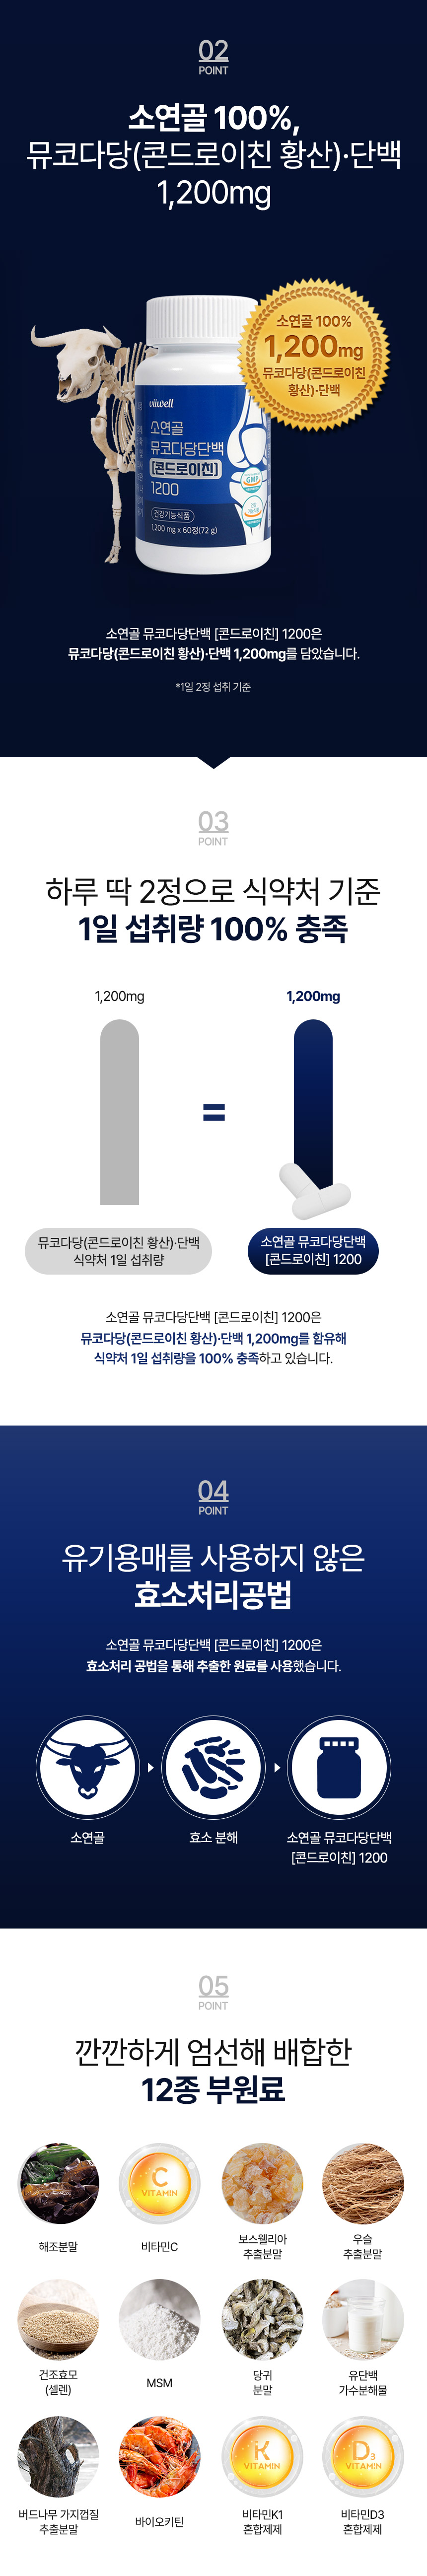 02
POINT
소연골 100%,
뮤코다당(콘드로이친 황산)·단백
1,200mg
소연골 100%
1,200mg
뮤코다당(콘드로이친
황산)·단백
viiwell
소연골
뮤코다당단백
[콘드로이친]
1200
GMP
건강기능식품
1,200 mg x 60정(72 g)
소연골 뮤코다당단백 [콘드로이친] 1200은
뮤코다당(콘드로이친 황산)·단백 1,200mg를 담았습니다.
*1일 2정 섭취 기준
03
POINT
하루 딱 2정으로 식약처 기준
1일 섭취량 100% 충족
1,200mg
1,200mg
=
뮤코다당(콘드로이친 황산)·단백
식약처 1일 섭취량
소연골 뮤코다당단백
[콘드로이친] 1200
소연골 뮤코다당단백 [콘드로이친] 1200은
뮤코다당(콘드로이친 황산)·단백 1,200mg를 함유해
식약처 1일 섭취량을 100% 충족하고 있습니다.
04
POINT
유기용매를 사용하지 않은
효소처리공법
소연골 뮤코다당단백 [콘드로이친] 1200은
효소처리 공법을 통해 추출한 원료를 사용했습니다.
소연골
효소 분해
소연골 뮤코다당단백
[콘드로이친] 1200
05
POINT
깐깐하게 엄선해 배합한
12종 부원료
C
VITAMIN
해조분말
비타민C
보스웰리아
추출분말
우슬
추출분말
건조효모
(셀렌)
MSM
당귀
분말
유단백
가수분해물
K
VITAMIN
D3
VITAMIN
버드나무 가지껍질
추출분말
바이오키틴
비타민K1
혼합제제
비타민D3
혼합제제